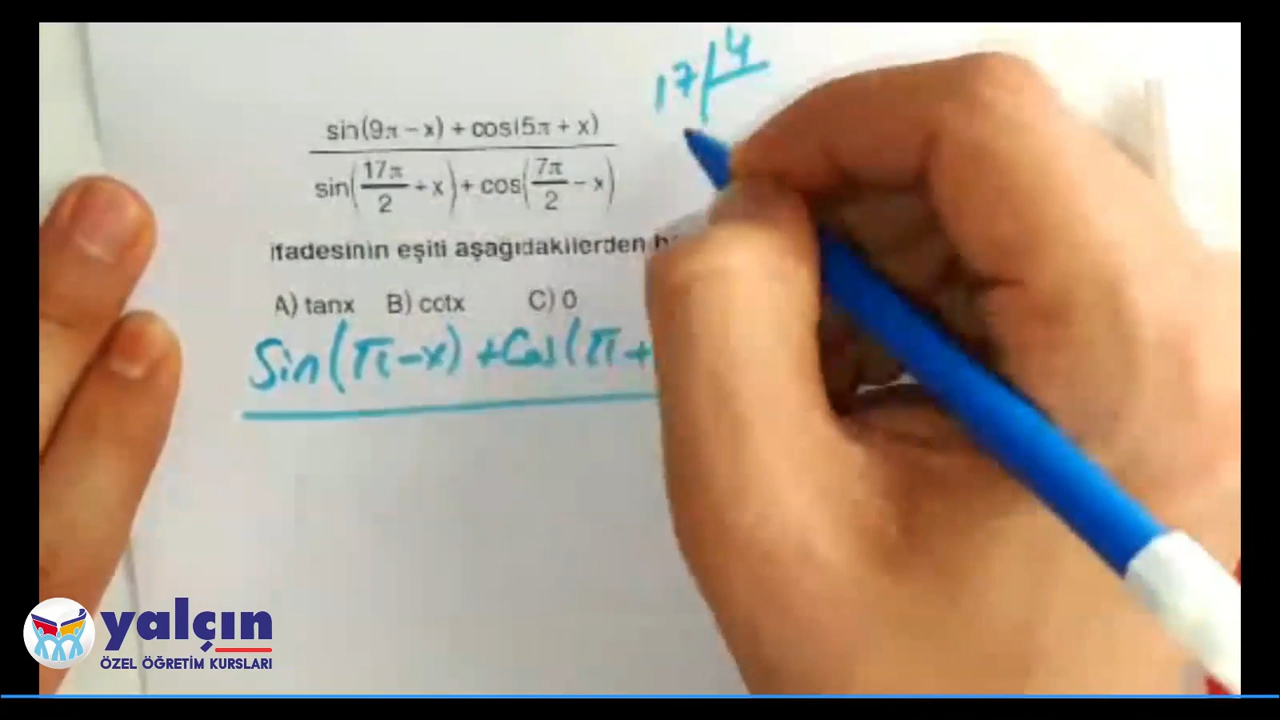 17 4
sin(9π − x) + cos(5π + x)
sin(17π/2 + x) + cos(7π/2 − x)
ifadesinin eşiti aşağıdakilerden
A) tanx B) cotx C) 0
Sin(π−x) +Cos(π+
yalçın
ÖZEL ÖĞRETİM KURSLARI